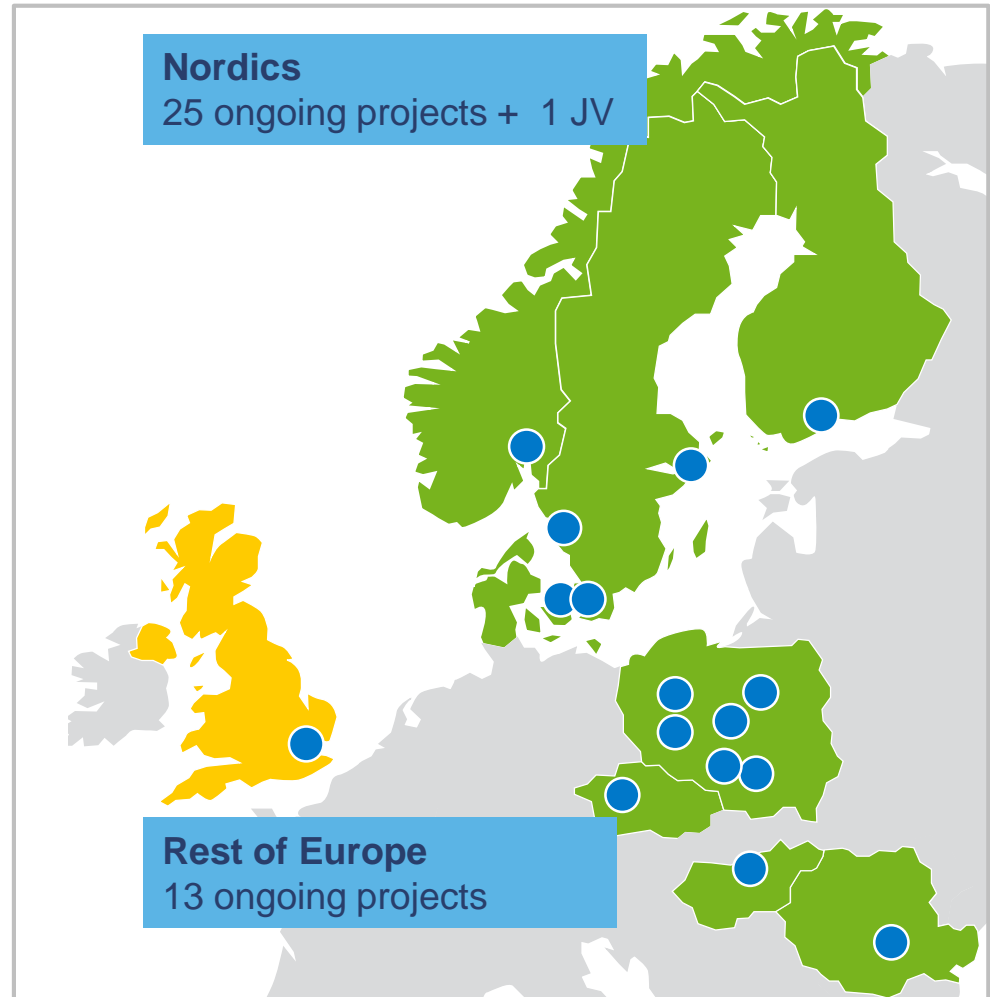 Nordics
25 ongoing projects + 1 JV
Rest of Europe
13 ongoing projects